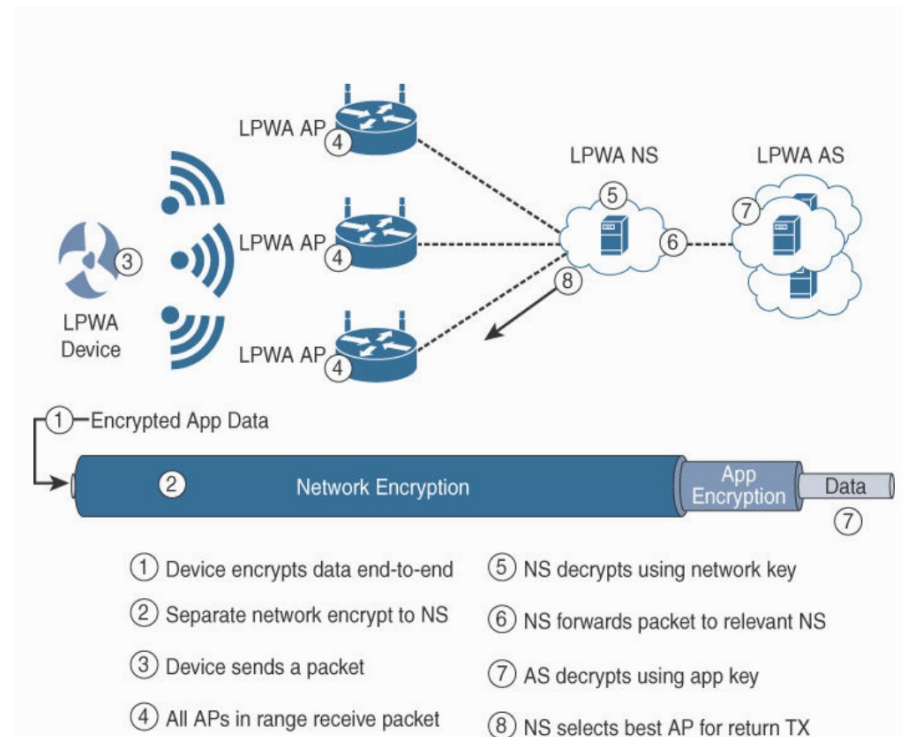 LPWA AP
④
LPWA NS
LPWA AS
⑤
⑦
LPWA AP
④
③
⑥
⑧
LPWA
Device
LPWA AP
④
① Encrypted App Data
② Network Encryption
App
Encryption
Data
⑦
① Device encrypts data end-to-end
② Separate network encrypt to NS
③ Device sends a packet
④ All APs in range receive packet
⑤ NS decrypts using network key
⑥ NS forwards packet to relevant NS
⑦ AS decrypts using app key
⑧ NS selects best AP for return TX